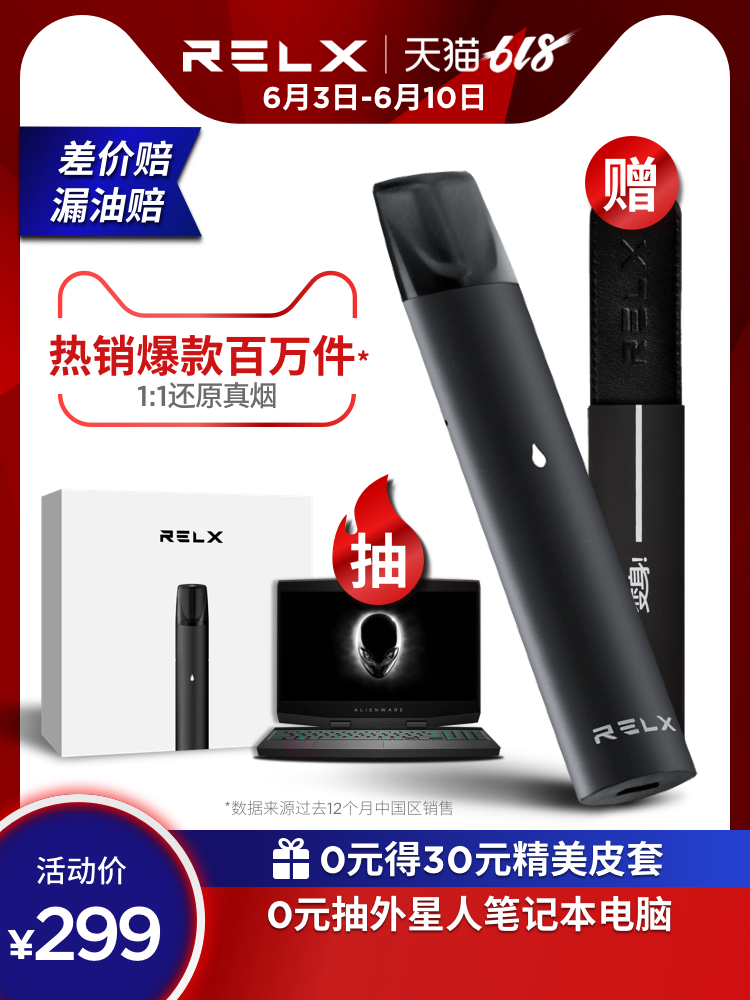 RELX | 天猫618
6月3日-6月10日
差价赔
漏油赔
赠
RELX
热销爆款百万件*
1:1还原真烟
RELX
抽
ALIENWARE
RELX
*数据来源过去12个月中国区销售
活动价
¥299
0元得30元精美皮套
0元抽外星人笔记本电脑